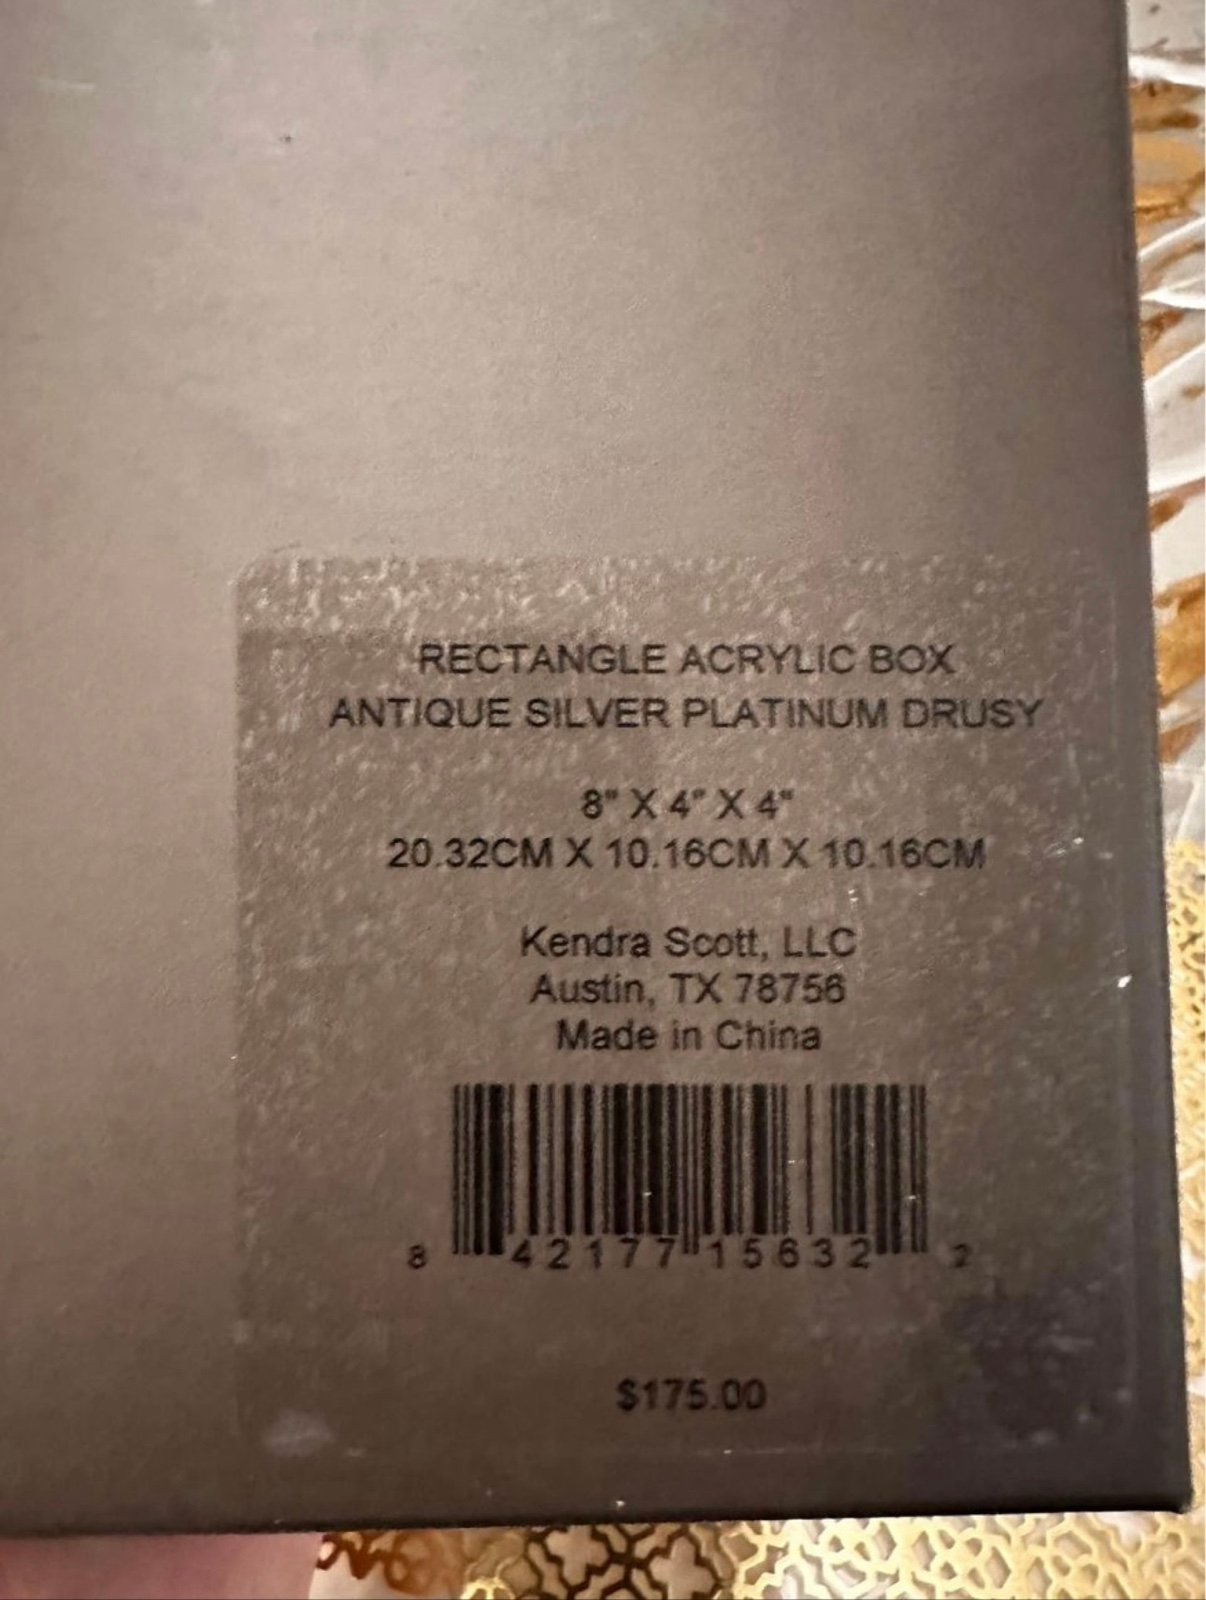 RECTANGLE ACRYLIC BOX
ANTIQUE SILVER PLATINUM DRUSY
8" X 4" X 4"
20.32CM X 10.16CM X 10.16CM
Kendra Scott, LLC
Austin, TX 78756
Made in China
8 42177 15632 2
$175.00